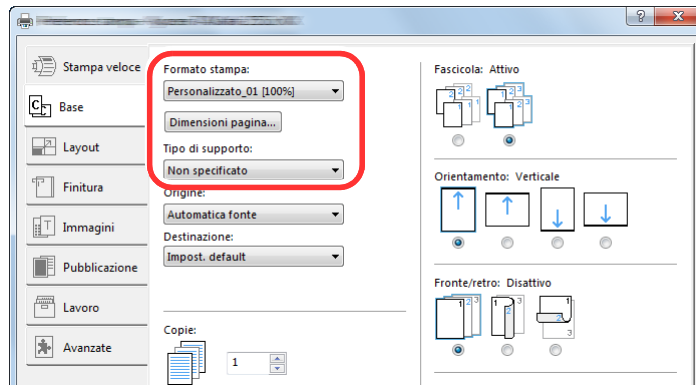 Stampa veloce
Base
Layout
Finitura
Immagini
Pubblicazione
Lavoro
Avanzate
Formato stampa:
Personalizzato_01 [100%]
Dimensioni pagina...
Tipo di supporto:
Non specificato
Origine:
Automatica fonte
Destinazione:
Impost. default
Copie:
1
Fascicola: Attivo
Orientamento: Verticale
Fronte/retro: Disattivo